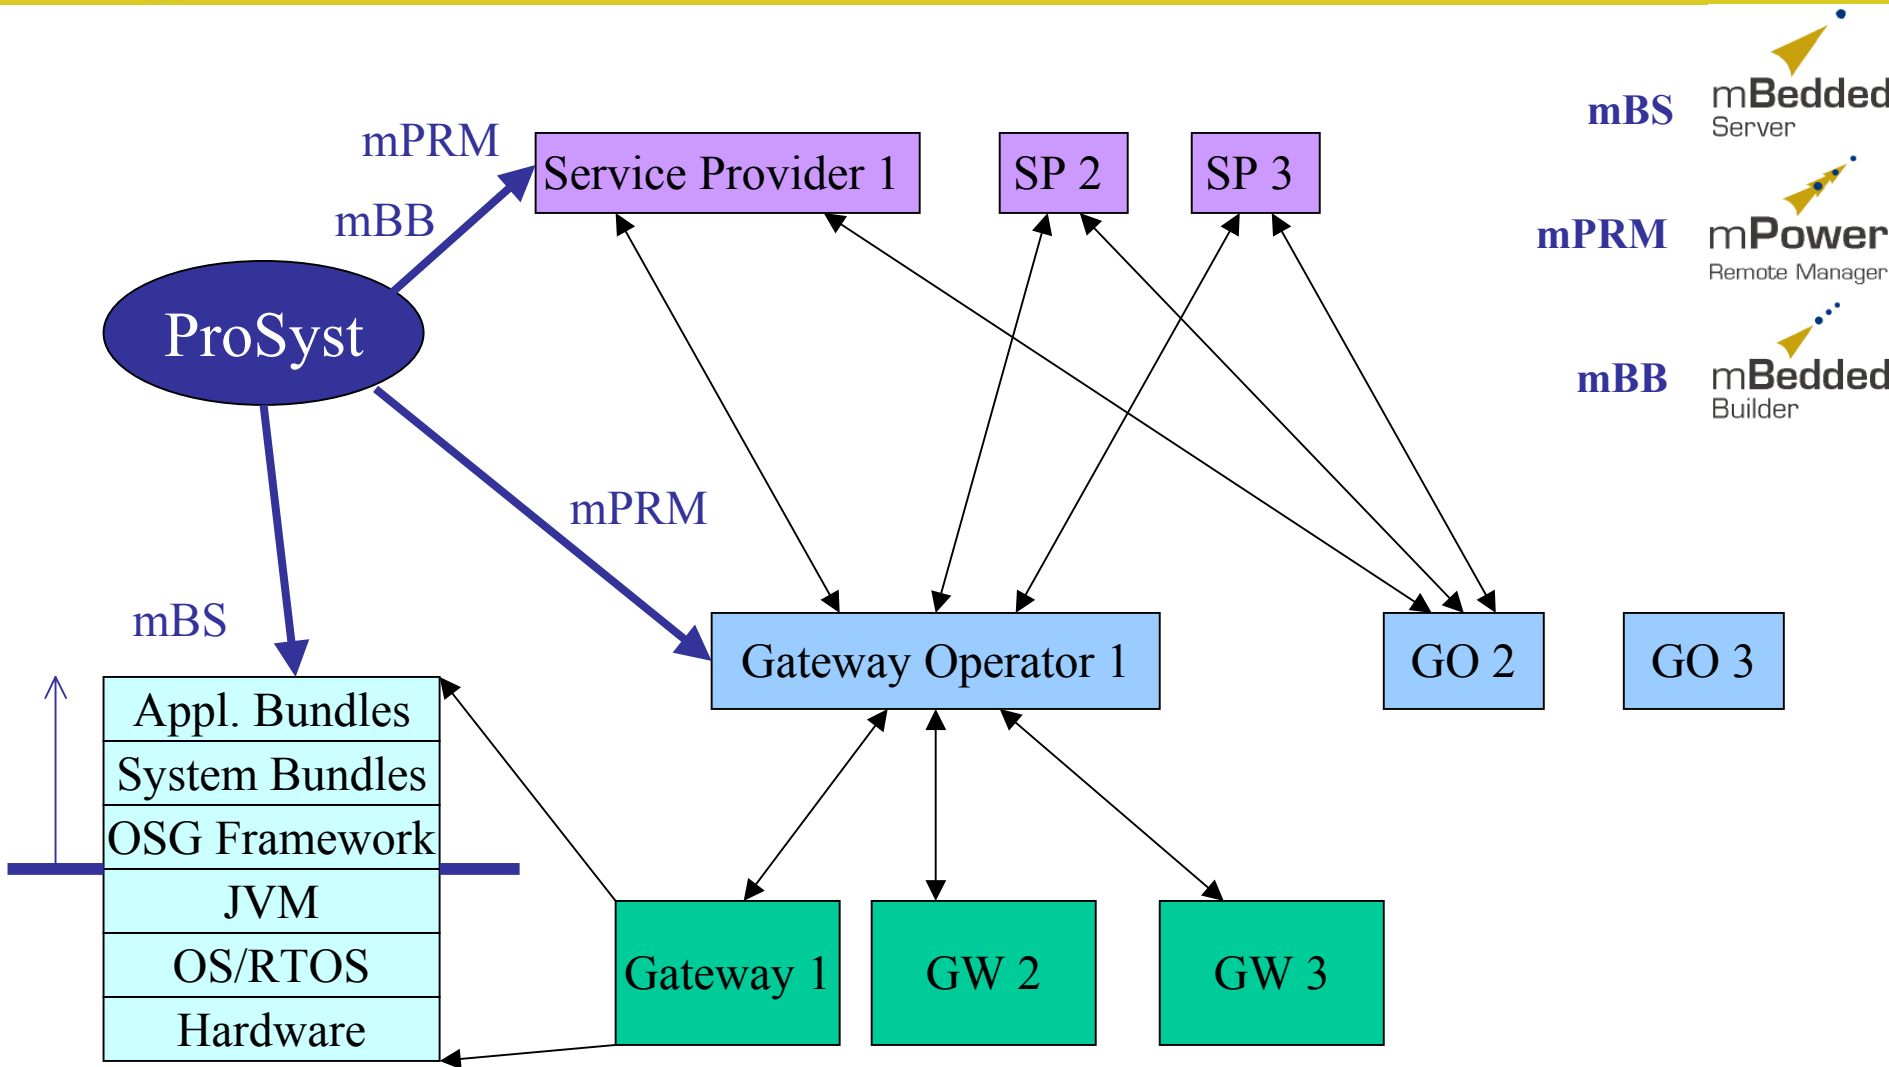 mBS
mBedded
Server
mPRM
Service Provider 1
SP 2
SP 3
mBB
mPRM
mPower
Remote Manager
ProSyst
mBB
mBedded
Builder
mPRM
mBS
Gateway Operator 1
GO 2
GO 3
Appl. Bundles
System Bundles
OSG Framework
JVM
OS/RTOS
Hardware
Gateway 1
GW 2
GW 3